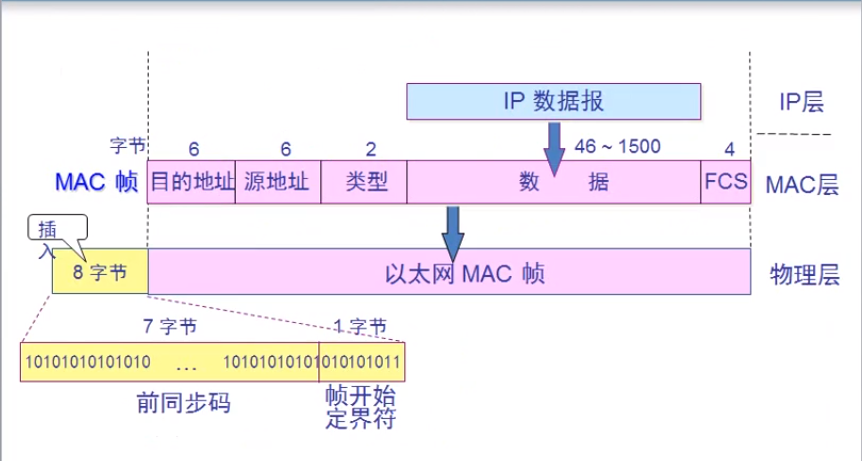 IP 数据报
IP层
字节
6
6
2
46 ~ 1500
4
MAC 帧
目的地址
源地址
类型
数 据
FCS
MAC层
插
入
8 字节
以太网 MAC 帧
物理层
7 字节
1 字节
10101010101010 … 10101010101
010101011
前同步码
帧开始
定界符